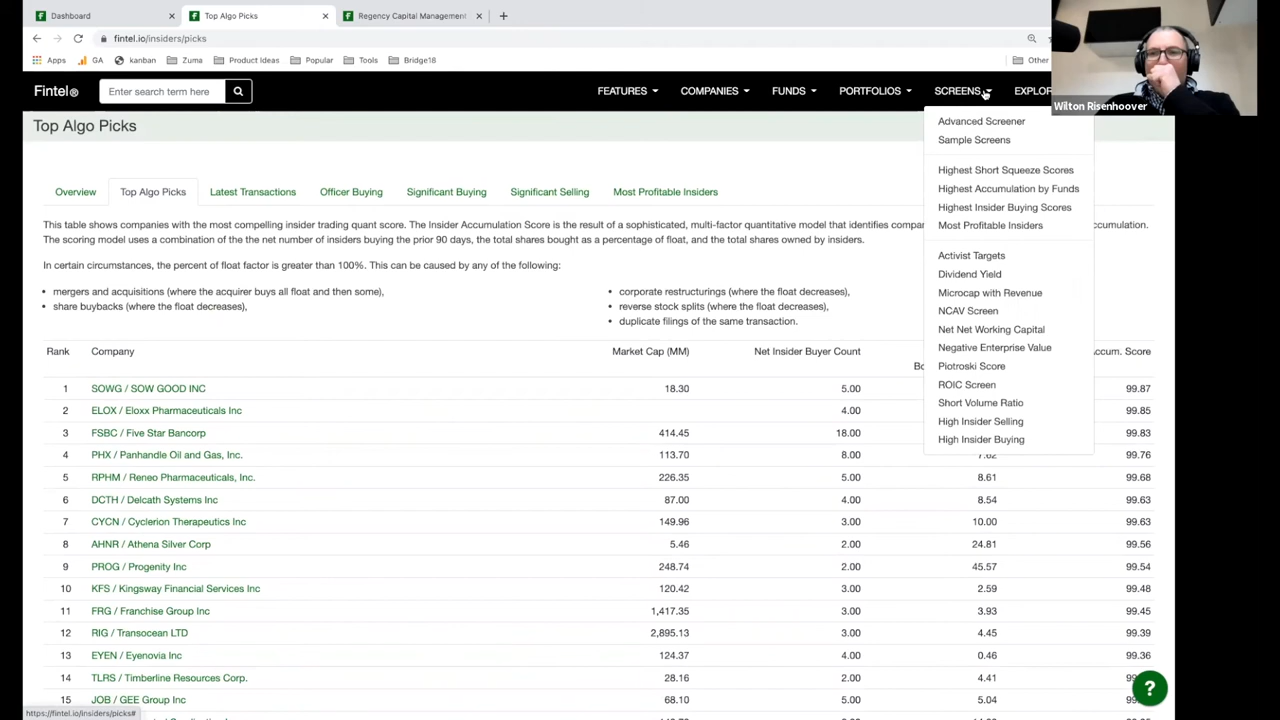 Dashboard
Top Algo Picks
Regency Capital Management
fintel.io/insiders/picks
Apps
GA
kanban
Zuma
Product Ideas
Popular
Tools
Bridge18
Other
Wilton Risenhoover
Fintel
Enter search term here
FEATURES
COMPANIES
FUNDS
PORTFOLIOS
SCREENS
EXPLOR
Top Algo Picks
Advanced Screener
Sample Screens
Highest Short Squeeze Scores
Highest Accumulation by Funds
Highest Insider Buying Scores
Most Profitable Insiders
Activist Targets
Dividend Yield
Microcap with Revenue
NCAV Screen
Net Net Working Capital
Negative Enterprise Value
Piotroski Score
ROIC Screen
Short Volume Ratio
High Insider Selling
High Insider Buying
Overview
Top Algo Picks
Latest Transactions
Officer Buying
Significant Buying
Significant Selling
Most Profitable Insiders
This table shows companies with the most compelling insider trading quant score. The Insider Accumulation Score is the result of a sophisticated, multi-factor quantitative model that identifies compa ccumulation.
The scoring model uses a combination of the the net number of insiders buying the prior 90 days, the total shares bought as a percentage of float, and the total shares owned by insiders.
In certain circumstances, the percent of float factor is greater than 100%. This can be caused by any of the following:
• mergers and acquisitions (where the acquirer buys all float and then some),
• share buybacks (where the float decreases),
• corporate restructurings (where the float decreases),
• reverse stock splits (where the float decreases),
• duplicate filings of the same transaction.
Rank Company Market Cap (MM) Net Insider Buyer Count Bo ccum. Score
1 SOWG / SOW GOOD INC 18.30 5.00 99.87
2 ELOX / Eloxx Pharmaceuticals Inc 4.00 99.85
3 FSBC / Five Star Bancorp 414.45 18.00 99.83
4 PHX / Panhandle Oil and Gas, Inc. 113.70 8.00 7.62 99.76
5 RPHM / Reneo Pharmaceuticals, Inc. 226.35 5.00 8.61 99.68
6 DCTH / Delcath Systems Inc 87.00 4.00 8.54 99.63
7 CYCN / Cyclerion Therapeutics Inc 149.96 3.00 10.00 99.63
8 AHNR / Athena Silver Corp 5.46 2.00 24.81 99.56
9 PROG / Progenity Inc 248.74 2.00 45.57 99.54
10 KFS / Kingsway Financial Services Inc 120.42 3.00 2.59 99.48
11 FRG / Franchise Group Inc 1,417.35 3.00 3.93 99.45
12 RIG / Transocean LTD 2,895.13 3.00 4.45 99.39
13 EYEN / Eyenovia Inc 124.37 4.00 0.46 99.36
14 TLRS / Timberline Resources Corp. 28.16 2.00 4.41 99.
15 JOB / GEE Group Inc 68.10 5.00 5.04 99.
?
https://fintel.io/insiders/picks#